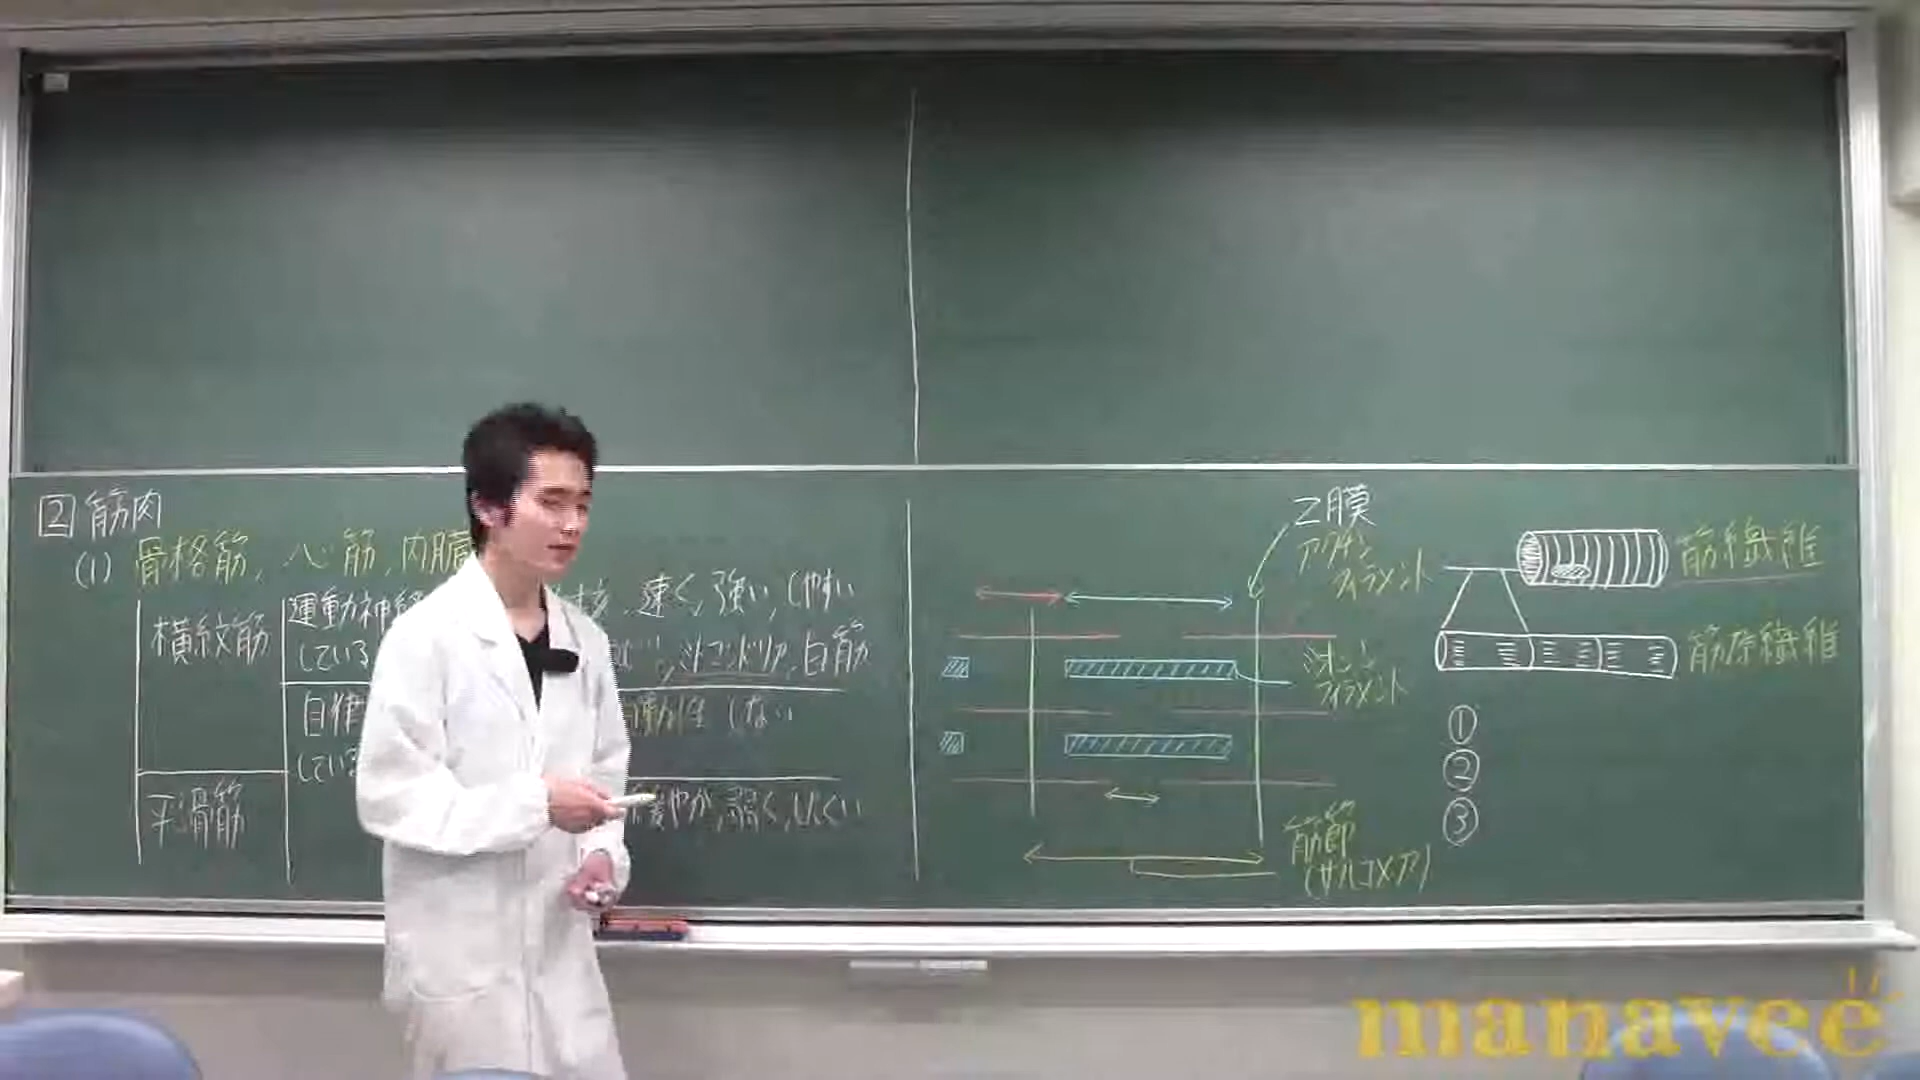 2 筋肉
(1) 骨格筋, 心筋, 内臓
横紋筋
運動神経
している
核, 速く, 強い, しやすい
ミトコンドリア, 白筋
自律
している
自動性 しない
平滑筋
緩やか, 弱く, しにくい
Z膜
アクチン
フィラメント
ミオシン
フィラメント
筋節
(サルコメア)
筋繊維
筋原繊維
①
②
③
manavee